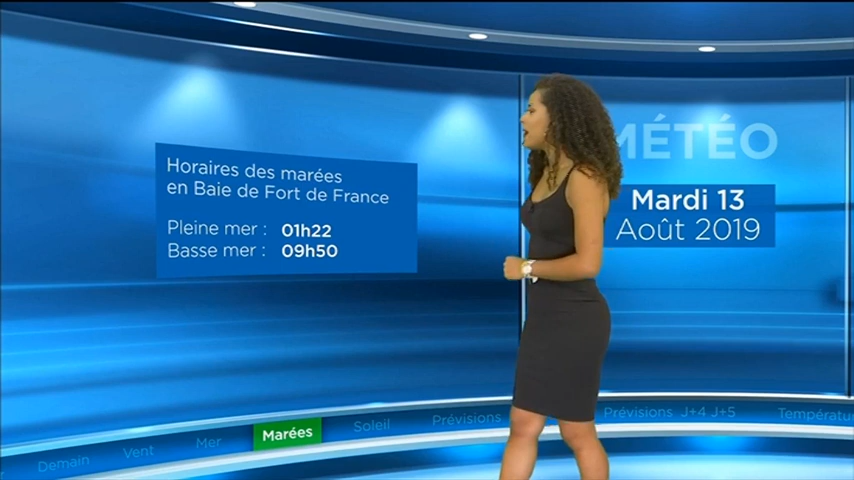 Horaires des marées
en Baie de Fort de France
Pleine mer : 01h22
Basse mer : 09h50
MÉTÉO
Mardi 13
Août 2019
Demain Vent Mer Marées Soleil Prévisions Prévisions J+4 J+5